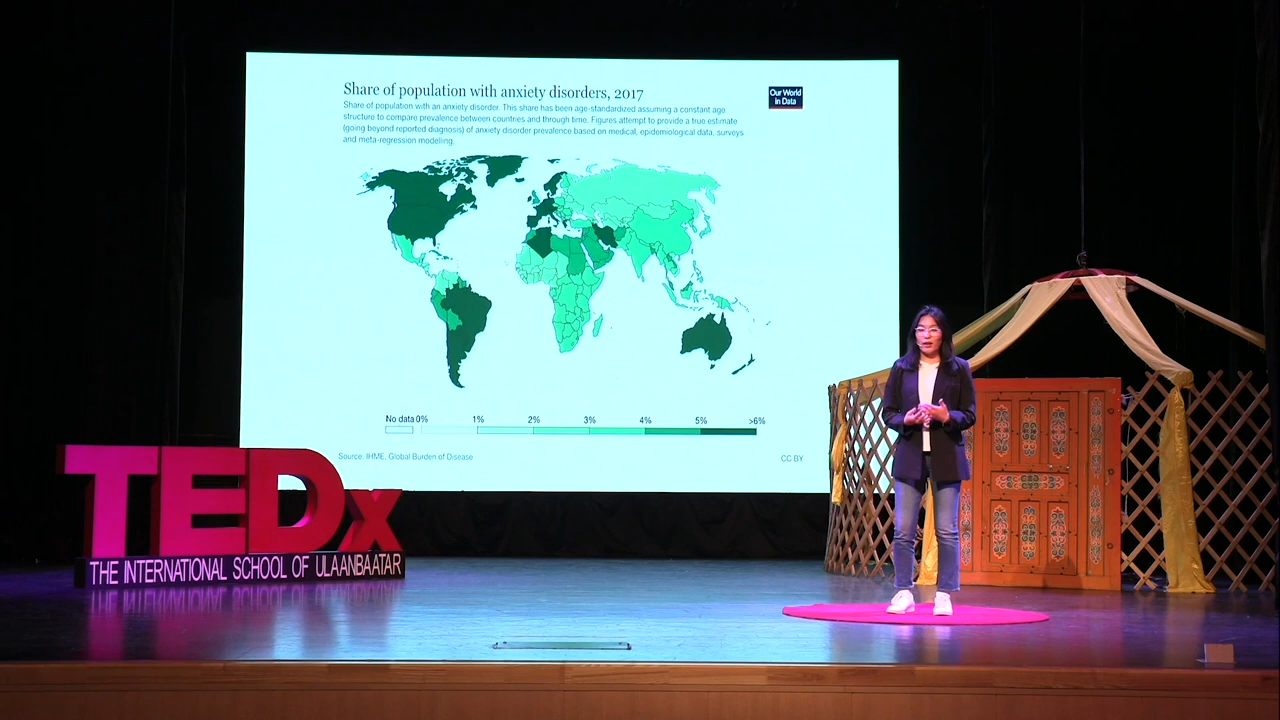 Share of population with anxiety disorders, 2017
Our World
in Data
Share of population with an anxiety disorder. This share has been age-standardized assuming a constant age
structure to compare prevalence between countries and through time. Figures attempt to provide a true estimate
(going beyond reported diagnosis) of anxiety disorder prevalence based on medical, epidemiological data, surveys
and meta-regression modelling.
No data 0% 1% 2% 3% 4% 5% >6%
Source: IHME, Global Burden of Disease
CC BY
TEDx
THE INTERNATIONAL SCHOOL OF ULAANBAATAR